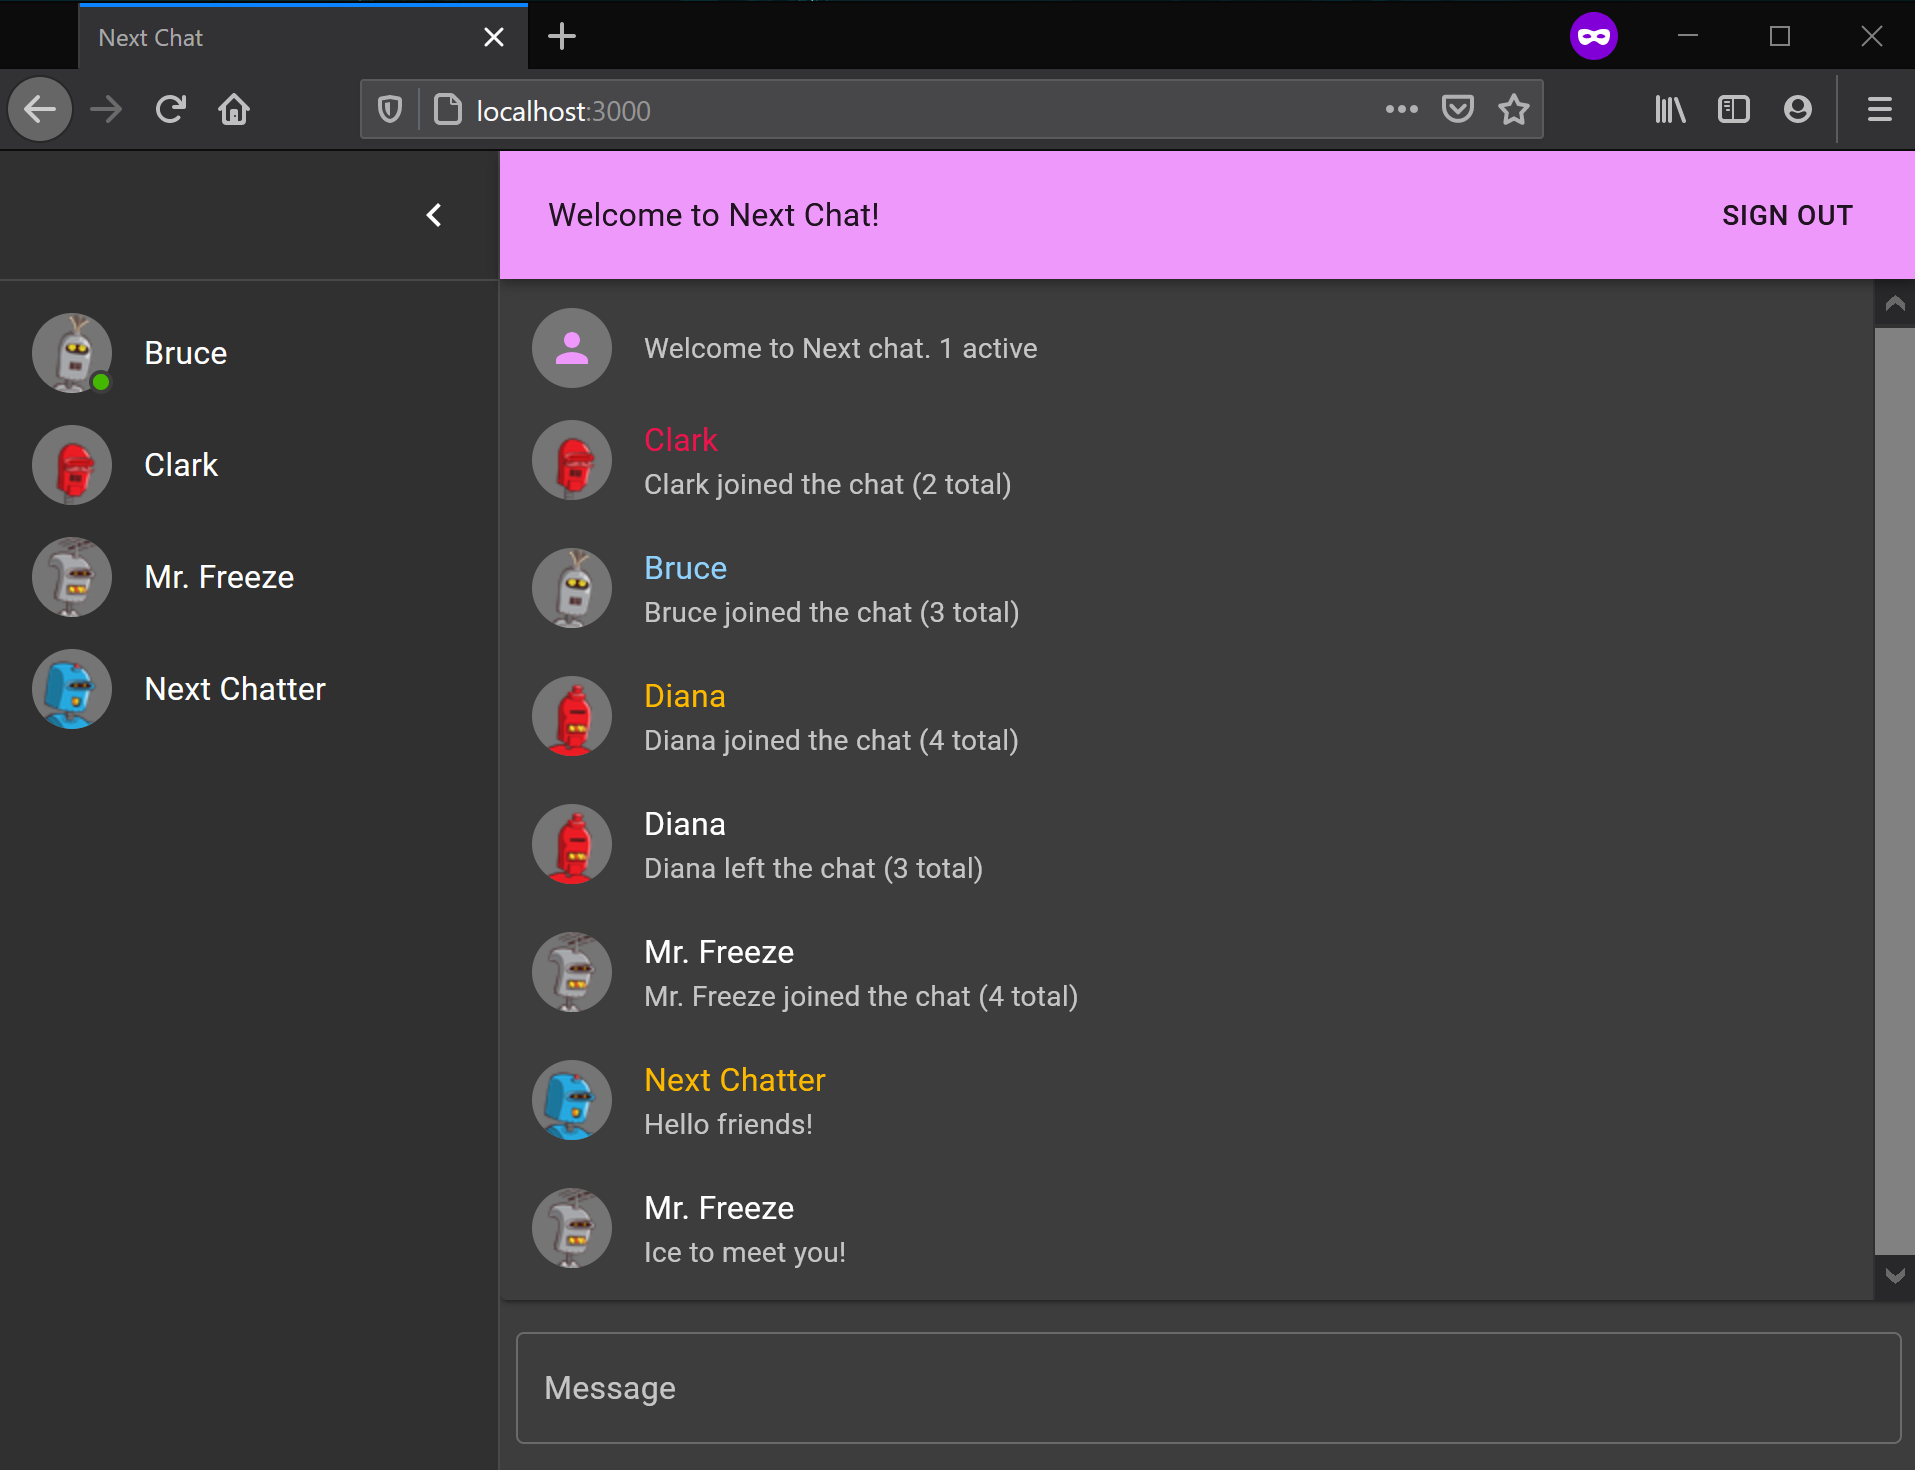 Next Chat
localhost:3000
Welcome to Next Chat!
SIGN OUT
Bruce
Clark
Mr. Freeze
Next Chatter
Welcome to Next chat. 1 active
Clark
Clark joined the chat (2 total)
Bruce
Bruce joined the chat (3 total)
Diana
Diana joined the chat (4 total)
Diana
Diana left the chat (3 total)
Mr. Freeze
Mr. Freeze joined the chat (4 total)
Next Chatter
Hello friends!
Mr. Freeze
Ice to meet you!
Message